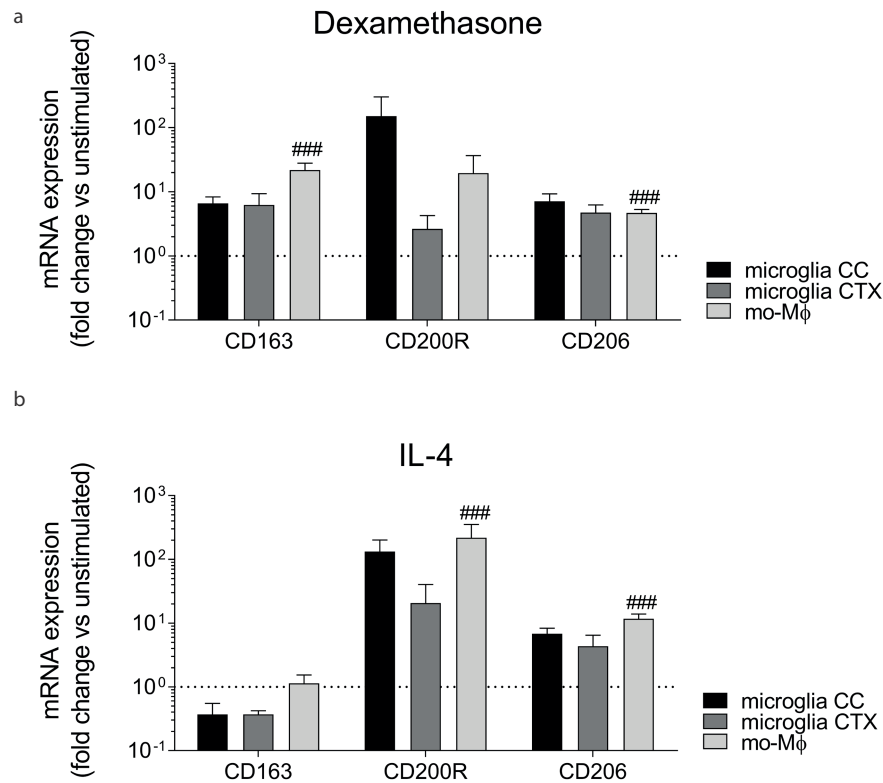 a
Dexamethasone
mRNA expression
(fold change vs unstimulated)
10³
10²
10¹
10⁰
10⁻¹
###
###
CD163
CD200R
CD206
microglia CC
microglia CTX
mo-Mϕ
b
IL-4
mRNA expression
(fold change vs unstimulated)
10³
10²
10¹
10⁰
10⁻¹
###
###
CD163
CD200R
CD206
microglia CC
microglia CTX
mo-Mϕ